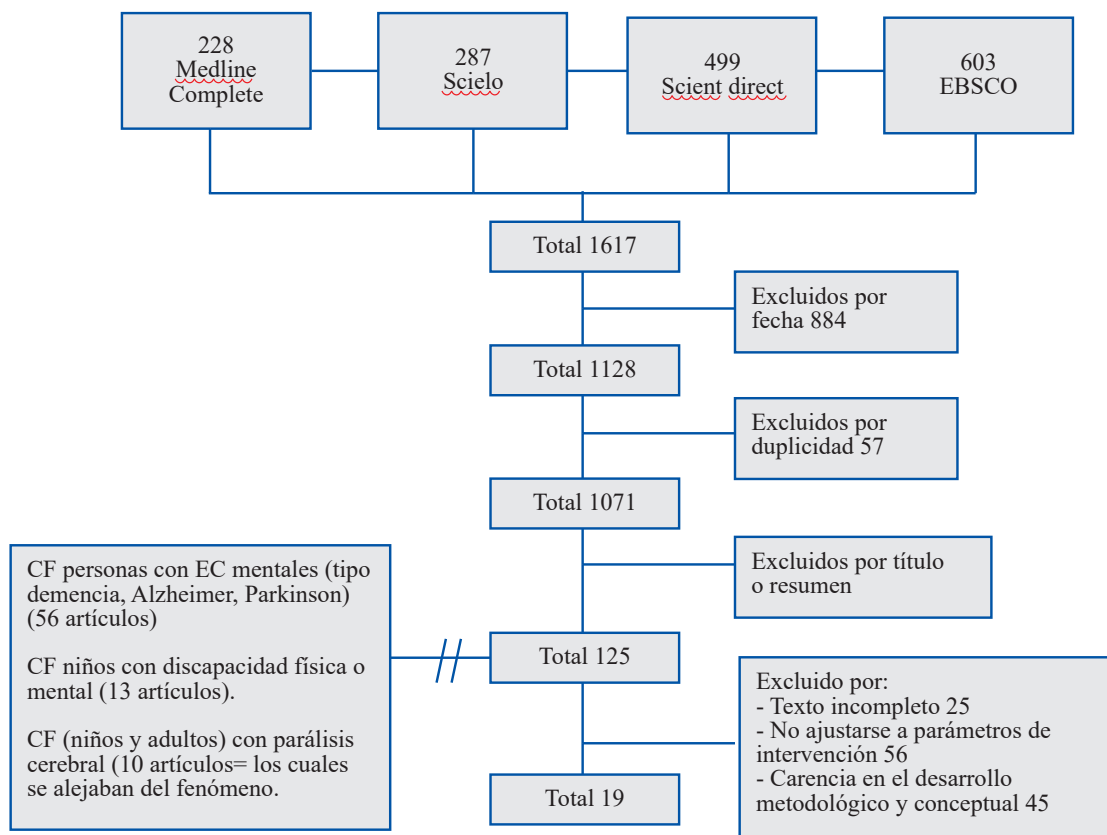 228
Medline
Complete
287
Scielo
499
Scient direct
603
EBSCO
Total 1617
Excluidos por
fecha 884
Total 1128
Excluidos por
duplicidad 57
Total 1071
Excluidos por título
o resumen
CF personas con EC mentales (tipo
demencia, Alzheimer, Parkinson)
(56 artículos)
CF niños con discapacidad física o
mental (13 artículos).
CF (niños y adultos) con parálisis
cerebral (10 artículos= los cuales
se alejaban del fenómeno.
Total 125
Excluido por:
- Texto incompleto 25
- No ajustarse a parámetros de
intervención 56
- Carencia en el desarrollo
metodológico y conceptual 45
Total 19